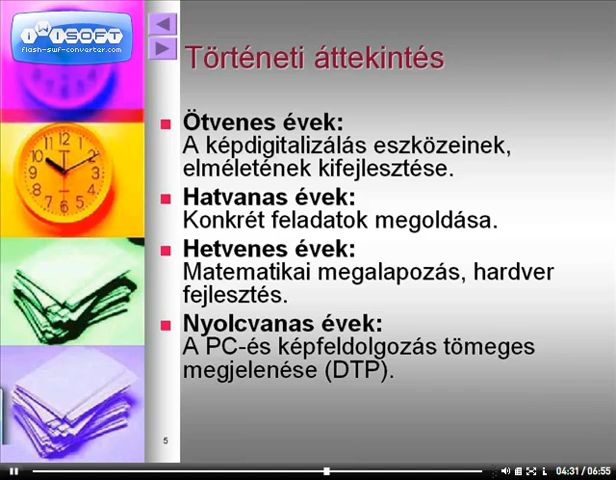 iWiSOFT
flash-swf-converter.com
Történeti áttekintés
Ötvenes évek:
A képdigitalizálás eszközeinek,
elméletének kifejlesztése.
Hatvanas évek:
Konkrét feladatok megoldása.
Hetvenes évek:
Matematikai megalapozás, hardver
fejlesztés.
Nyolcvanas évek:
A PC-és képfeldolgozás tömeges
megjelenése (DTP).
5
04:31 / 06:55